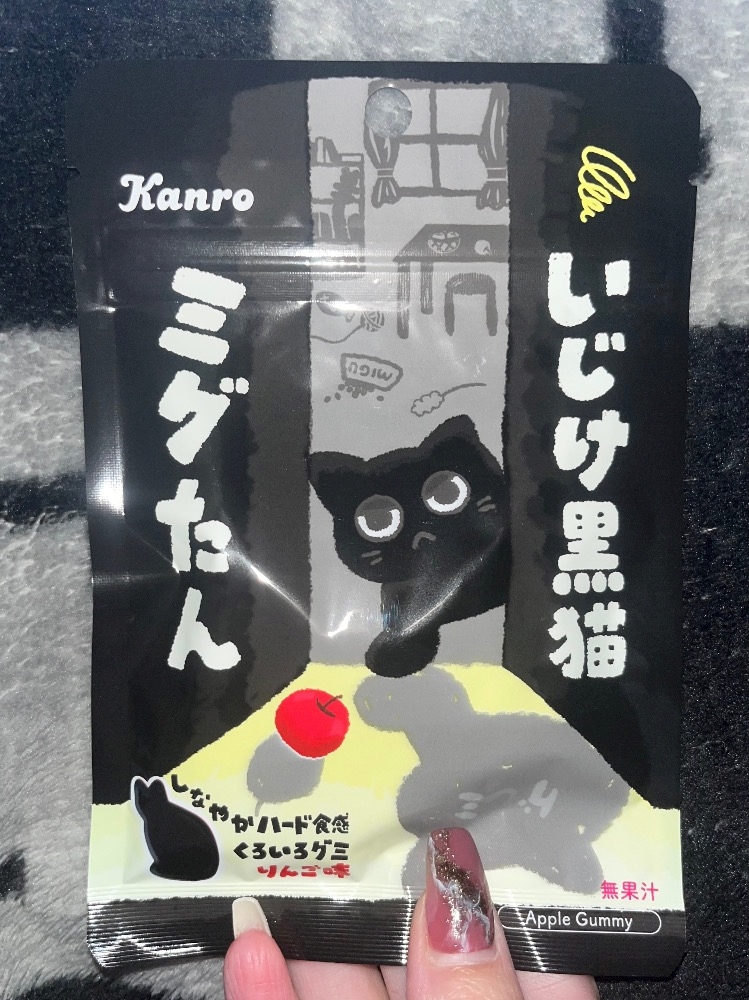 Kanro
いじけ黒猫
ミグたん
MIGU
しなやかハード食感
くろいろグミ
りんご味
無果汁
Apple Gummy